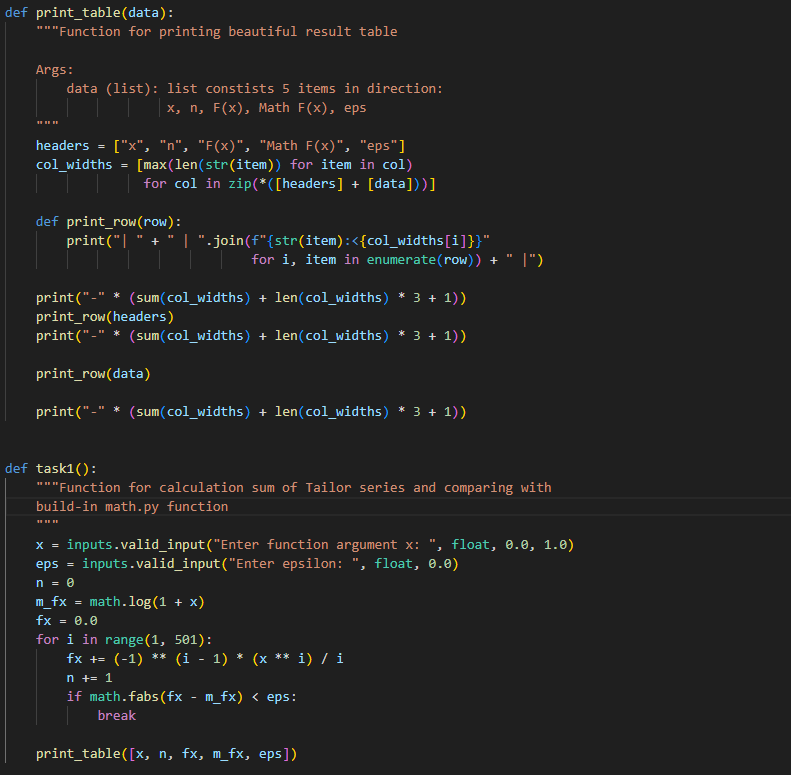 def print_table(data):
    """Function for printing beautiful result table

    Args:
        data (list): list constists 5 items in direction:
                     x, n, F(x), Math F(x), eps
    """
    headers = ["x", "n", "F(x)", "Math F(x)", "eps"]
    col_widths = [max(len(str(item)) for item in col)
                  for col in zip(*([headers] + [data]))]

    def print_row(row):
        print("| " + " | ".join(f"{str(item):<{col_widths[i]}}"
                                for i, item in enumerate(row)) + " |")

    print("-" * (sum(col_widths) + len(col_widths) * 3 + 1))
    print_row(headers)
    print("-" * (sum(col_widths) + len(col_widths) * 3 + 1))

    print_row(data)

    print("-" * (sum(col_widths) + len(col_widths) * 3 + 1))


def task1():
    """Function for calculation sum of Tailor series and comparing with
    build-in math.py function
    """
    x = inputs.valid_input("Enter function argument x: ", float, 0.0, 1.0)
    eps = inputs.valid_input("Enter epsilon: ", float, 0.0)
    n = 0
    m_fx = math.log(1 + x)
    fx = 0.0
    for i in range(1, 501):
        fx += (-1) ** (i - 1) * (x ** i) / i
        n += 1
        if math.fabs(fx - m_fx) < eps:
            break

    print_table([x, n, fx, m_fx, eps])